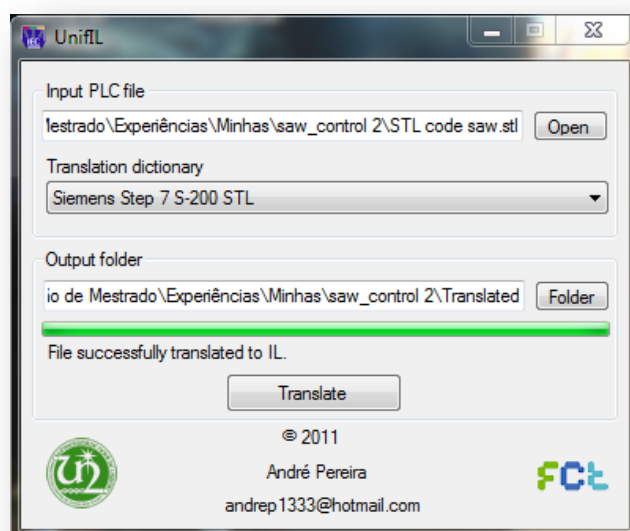 UnifIL
Input PLC file
Mestrado\Experiências\Minhas\saw_control 2\STL code saw.stl
Open
Translation dictionary
Siemens Step 7 S-200 STL
Output folder
io de Mestrado\Experiências\Minhas\saw_control 2\Translated
Folder
File successfully translated to IL.
Translate
© 2011
André Pereira
andrep1333@hotmail.com
FCt